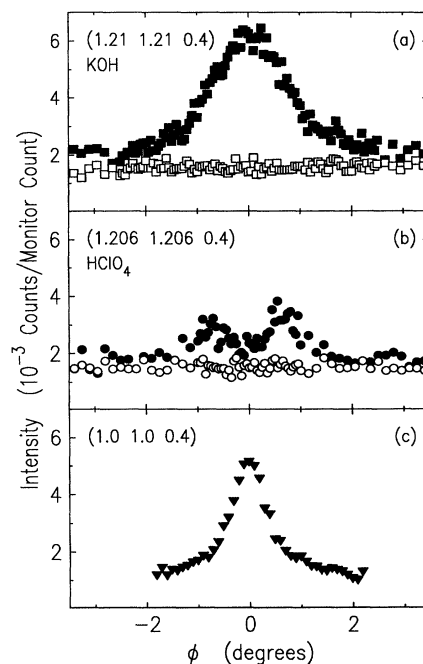 (1.21 1.21 0.4) (a)
KOH
6
4
2
(1.206 1.206 0.4) (b)
HClO4
6
4
2
(1.0 1.0 0.4) (c)
6
4
2
Intensity (10⁻³ Counts/Monitor Count)
−2 0 2
ϕ (degrees)